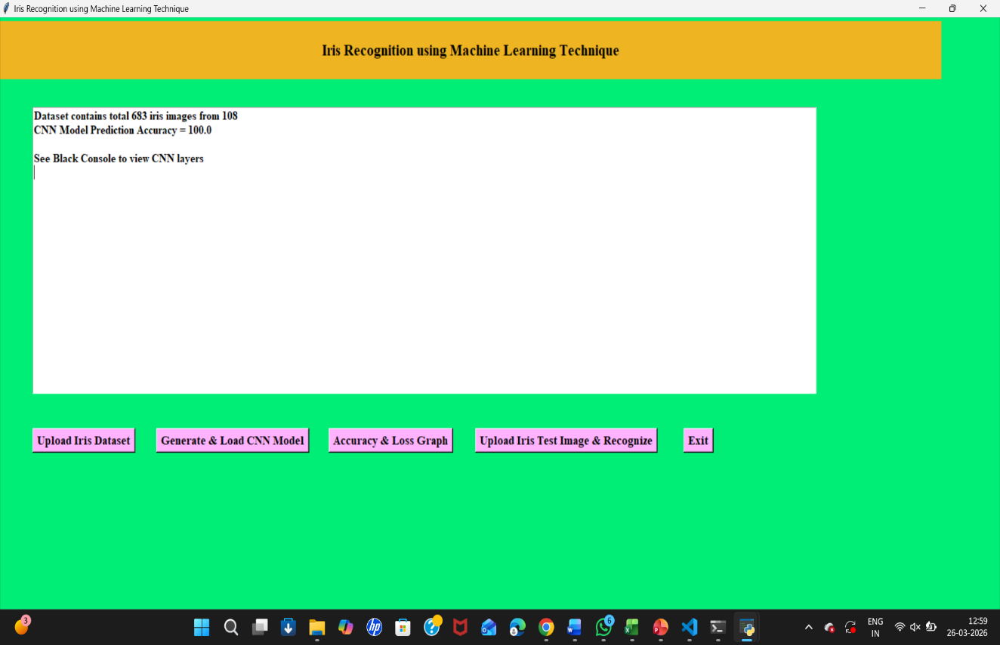 Iris Recognition using Machine Learning Technique
Iris Recognition using Machine Learning Technique
Dataset contains total 683 iris images from 108
CNN Model Prediction Accuracy = 100.0
See Black Console to view CNN layers
Upload Iris Dataset
Generate & Load CNN Model
Accuracy & Loss Graph
Upload Iris Test Image & Recognize
Exit
3
hp
6
ENG
IN
12:59
26-03-2026